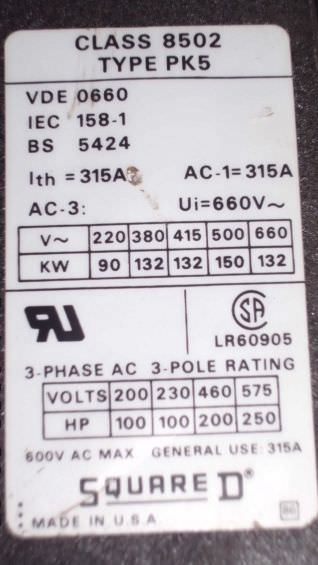 CLASS 8502
TYPE PK5
VDE 0660
IEC 158-1
BS 5424
Ith = 315A AC-1= 315A
AC-3: Ui=660V~
V~ 220 380 415 500 660
KW 90 132 132 150 132
RU SA
LR60905
3-PHASE AC 3-POLE RATING
VOLTS 200 230 460 575
HP 100 100 200 250
600V AC MAX GENERAL USE: 315A
SQUARE D®
MADE IN U.S.A